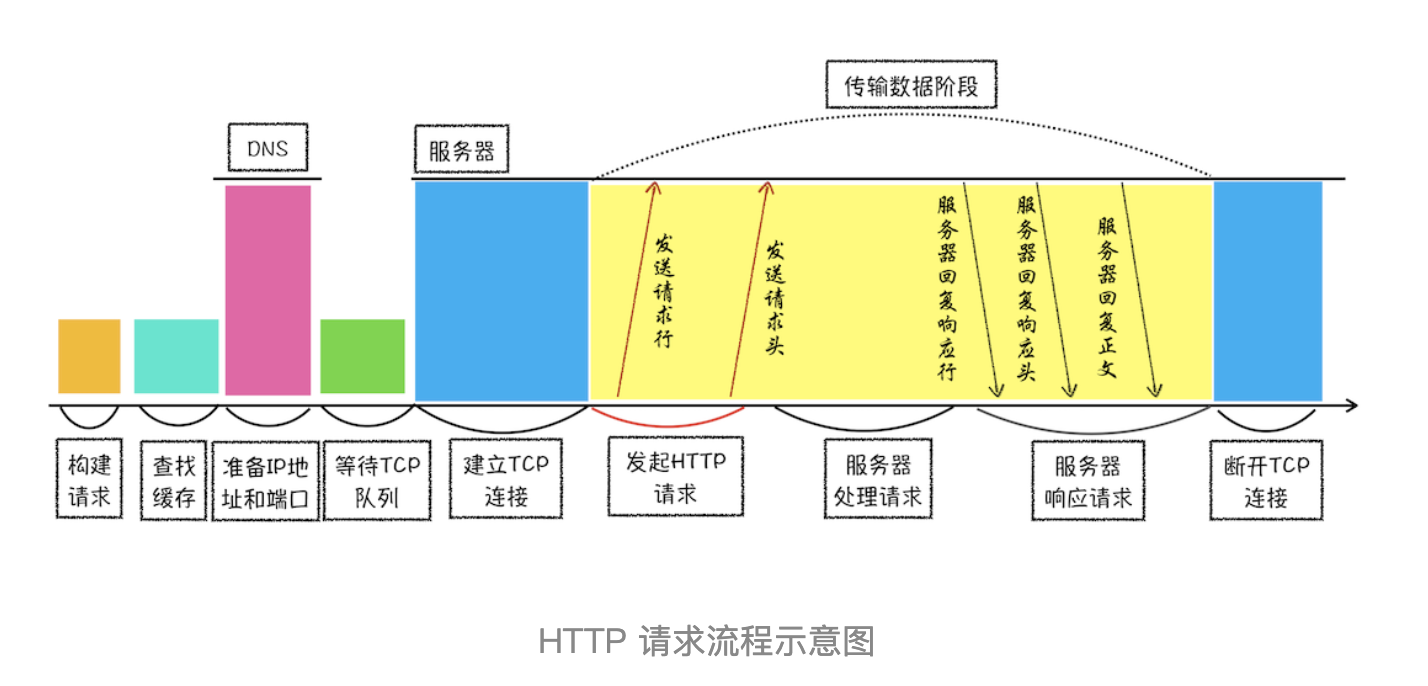 传输数据阶段
DNS
服务器
发送请求行
发送请求头
服务器回复响应行
服务器回复响应头
服务器回复正文
构建
请求
查找
缓存
准备IP地
址和端口
等待TCP
队列
建立TCP
连接
发起HTTP
请求
服务器
处理请求
服务器
响应请求
断开TCP
连接
HTTP 请求流程示意图